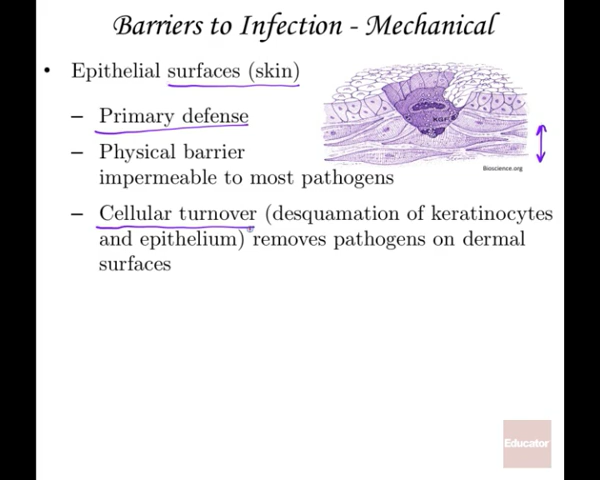 Barriers to Infection - Mechanical
• Epithelial surfaces (skin)
– Primary defense
– Physical barrier
impermeable to most pathogens
Bioscience.org
– Cellular turnover (desquamation of keratinocytes
and epithelium) removes pathogens on dermal
surfaces
Educator